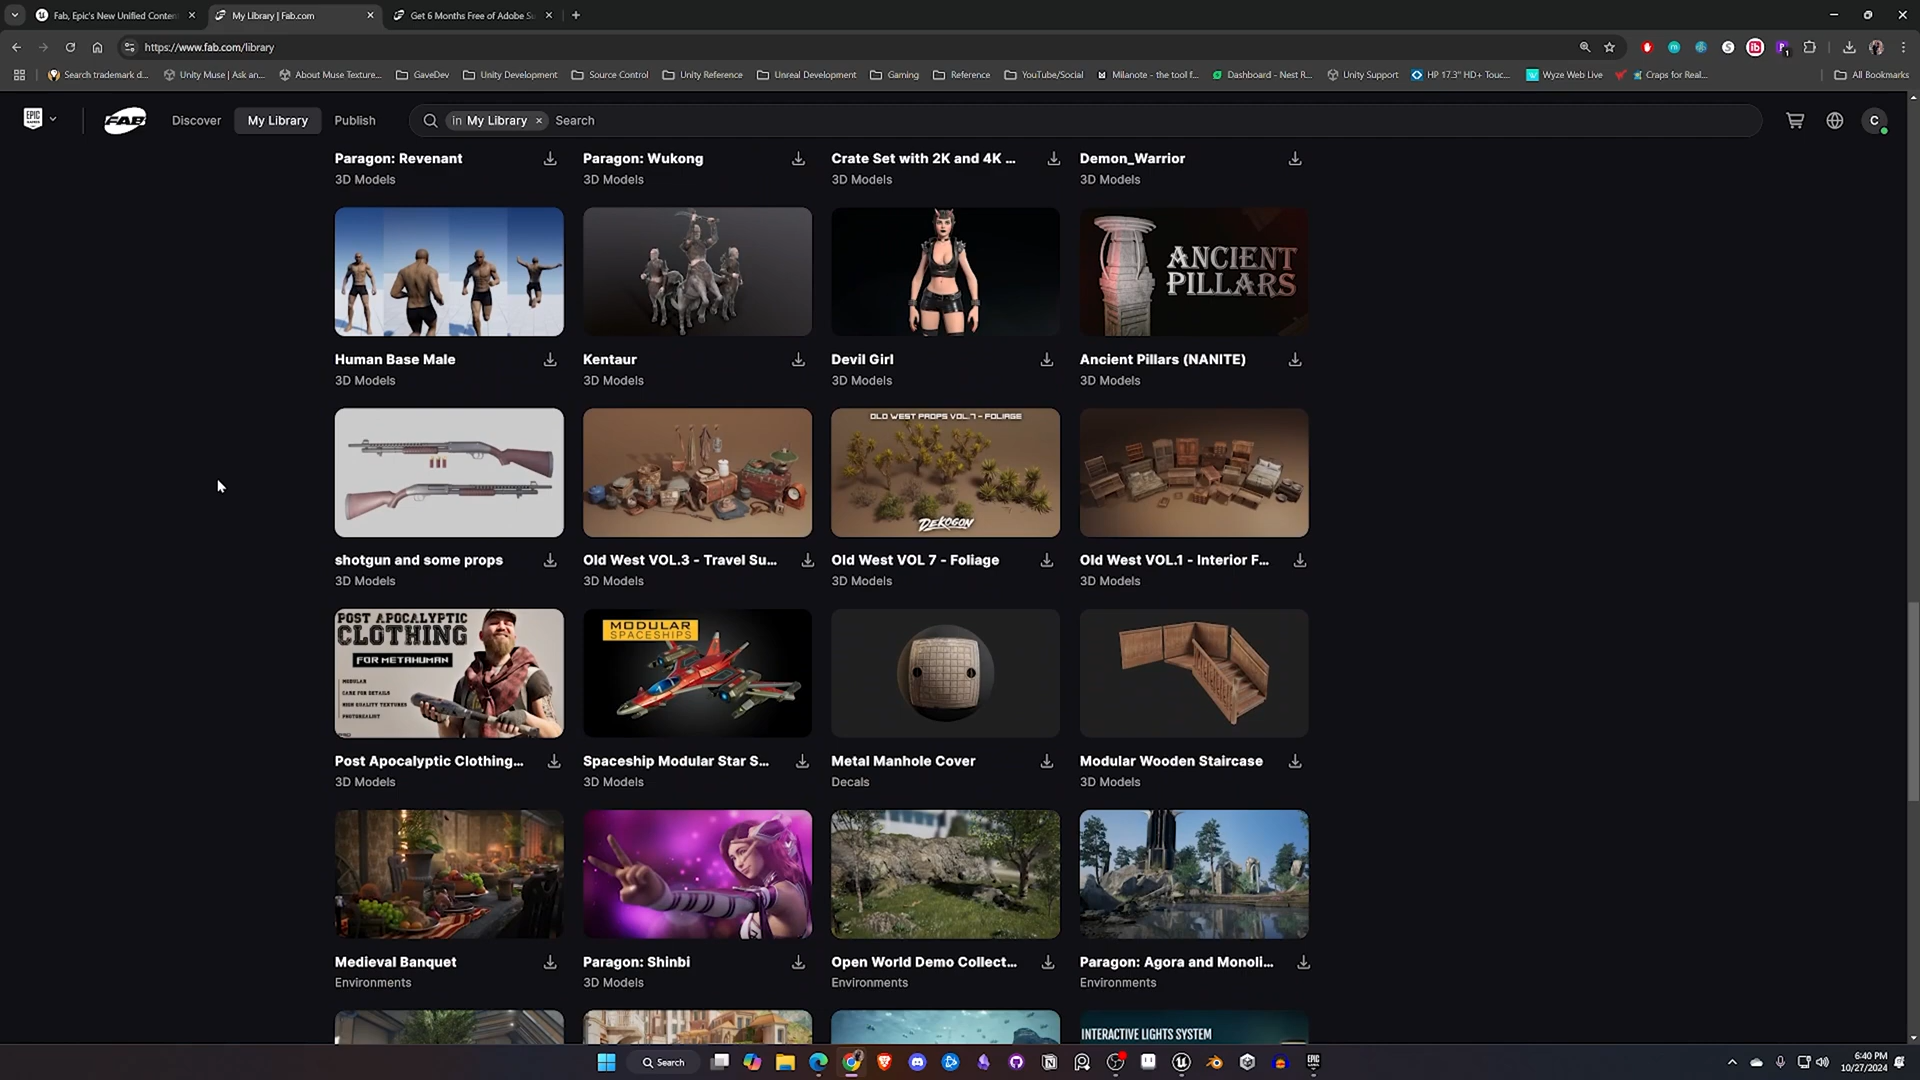 Fab, Epic's New Unified Conten
My Library | Fab.com
Get 6 Months Free of Adobe Su
https://www.fab.com/library
Search trademark d...
Unity Muse | Ask an...
About Muse Texture...
GaveDev
Unity Development
Source Control
Unity Reference
Unreal Development
Gaming
Reference
YouTube/Social
Milanote - the tool f...
Dashboard - Nest R...
Unity Support
HP 17.3" HD+ Touc...
Wyze Web Live
Craps for Real...
All Bookmarks
EPIC GAMES
FAB
Discover
My Library
Publish
in My Library
Search
C
Paragon: Revenant
3D Models
Paragon: Wukong
3D Models
Crate Set with 2K and 4K ...
3D Models
Demon_Warrior
3D Models
ANCIENT
PILLARS
Human Base Male
3D Models
Kentaur
3D Models
Devil Girl
3D Models
Ancient Pillars (NANITE)
3D Models
OLD WEST PROPS VOL.7 - FOLIAGE
DEKOGON
shotgun and some props
3D Models
Old West VOL.3 - Travel Su...
3D Models
Old West VOL 7 - Foliage
3D Models
Old West VOL.1 - Interior F...
3D Models
POST APOCALYPTIC
CLOTHING
FOR METAHUMAN
MODULAR
CARE FOR DETAILS
HIGH QUALITY TEXTURES
PHOTOREALIST
MODULAR
SPACESHIPS
Post Apocalyptic Clothing...
3D Models
Spaceship Modular Star S...
3D Models
Metal Manhole Cover
Decals
Modular Wooden Staircase
3D Models
Medieval Banquet
Environments
Paragon: Shinbi
3D Models
Open World Demo Collect...
Environments
Paragon: Agora and Monoli...
Environments
INTERACTIVE LIGHTS SYSTEM
Search
6:40 PM
10/27/2024